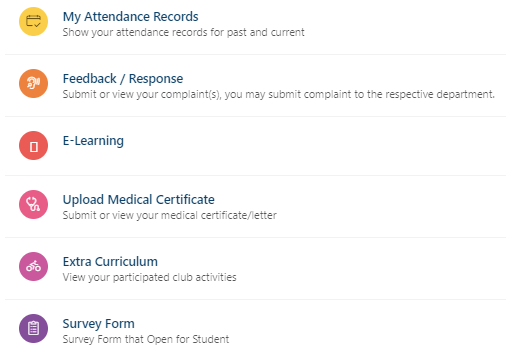 My Attendance Records
Show your attendance records for past and current
Feedback / Response
Submit or view your complaint(s), you may submit complaint to the respective department.
E-Learning
Upload Medical Certificate
Submit or view your medical certificate/letter
Extra Curriculum
View your participated club activities
Survey Form
Survey Form that Open for Student